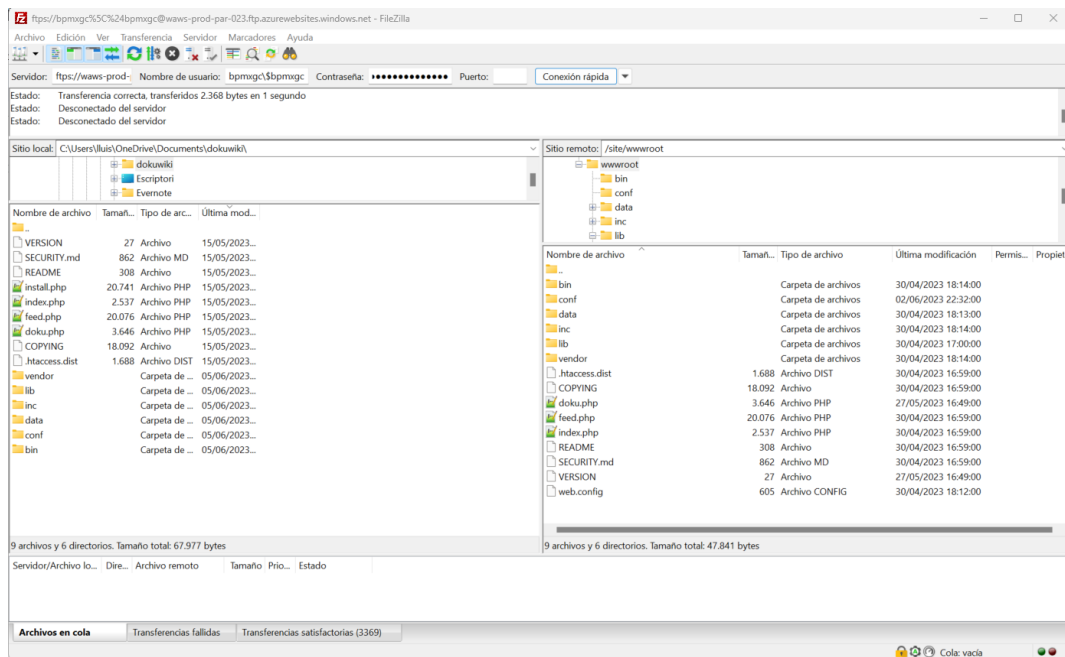 ftps://bpmxgc%5C%24bpmxgc@waws-prod-par-023.ftp.azurewebsites.windows.net - FileZilla
Archivo Edición Ver Transferencia Servidor Marcadores Ayuda
Servidor: ftps://waws-prod- Nombre de usuario: bpmxgc\$bpmxgc Contraseña: ●●●●●●●●●●●●●● Puerto: Conexión rápida
Estado: Transferencia correcta, transferidos 2.368 bytes en 1 segundo
Estado: Desconectado del servidor
Estado: Desconectado del servidor
Sitio local: C:\Users\lluis\OneDrive\Documents\dokuwiki\
dokuwiki
Escriptori
Evernote
Nombre de archivo Tamañ... Tipo de arc... Última mod...
..
VERSION 27 Archivo 15/05/2023...
SECURITY.md 862 Archivo MD 15/05/2023...
README 308 Archivo 15/05/2023...
install.php 20.741 Archivo PHP 15/05/2023...
index.php 2.537 Archivo PHP 15/05/2023...
feed.php 20.076 Archivo PHP 15/05/2023...
doku.php 3.646 Archivo PHP 15/05/2023...
COPYING 18.092 Archivo 15/05/2023...
.htaccess.dist 1.688 Archivo DIST 15/05/2023...
vendor Carpeta de ... 05/06/2023...
lib Carpeta de ... 05/06/2023...
inc Carpeta de ... 05/06/2023...
data Carpeta de ... 05/06/2023...
conf Carpeta de ... 05/06/2023...
bin Carpeta de ... 05/06/2023...
9 archivos y 6 directorios. Tamaño total: 67.977 bytes
Sitio remoto: /site/wwwroot
wwwroot
bin
conf
data
inc
lib
Nombre de archivo Tamañ... Tipo de archivo Última modificación Permis... Propiet
..
bin Carpeta de archivos 30/04/2023 18:14:00
conf Carpeta de archivos 02/06/2023 22:32:00
data Carpeta de archivos 30/04/2023 18:13:00
inc Carpeta de archivos 30/04/2023 18:14:00
lib Carpeta de archivos 30/04/2023 17:00:00
vendor Carpeta de archivos 30/04/2023 18:14:00
.htaccess.dist 1.688 Archivo DIST 30/04/2023 16:59:00
COPYING 18.092 Archivo 30/04/2023 16:59:00
doku.php 3.646 Archivo PHP 27/05/2023 16:49:00
feed.php 20.076 Archivo PHP 30/04/2023 16:59:00
index.php 2.537 Archivo PHP 30/04/2023 16:59:00
README 308 Archivo 30/04/2023 16:59:00
SECURITY.md 862 Archivo MD 30/04/2023 16:59:00
VERSION 27 Archivo 27/05/2023 16:49:00
web.config 605 Archivo CONFIG 30/04/2023 18:12:00
9 archivos y 6 directorios. Tamaño total: 47.841 bytes
Servidor/Archivo lo... Dire... Archivo remoto Tamaño Prio... Estado
Archivos en cola Transferencias fallidas Transferencias satisfactorias (3369)
Cola: vacía